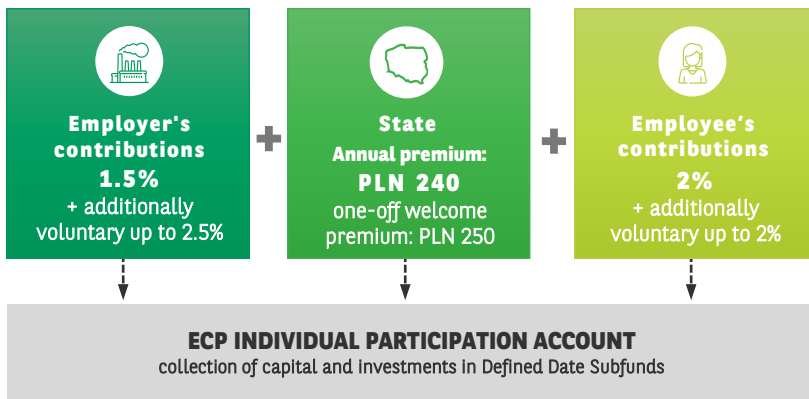 Employer's
contributions
1.5%
+ additionally
voluntary up to 2.5%
+
State
Annual premium:
PLN 240
one-off welcome
premium: PLN 250
+
Employee's
contributions
2%
+ additionally
voluntary up to 2%
ECP INDIVIDUAL PARTICIPATION ACCOUNT
collection of capital and investments in Defined Date Subfunds